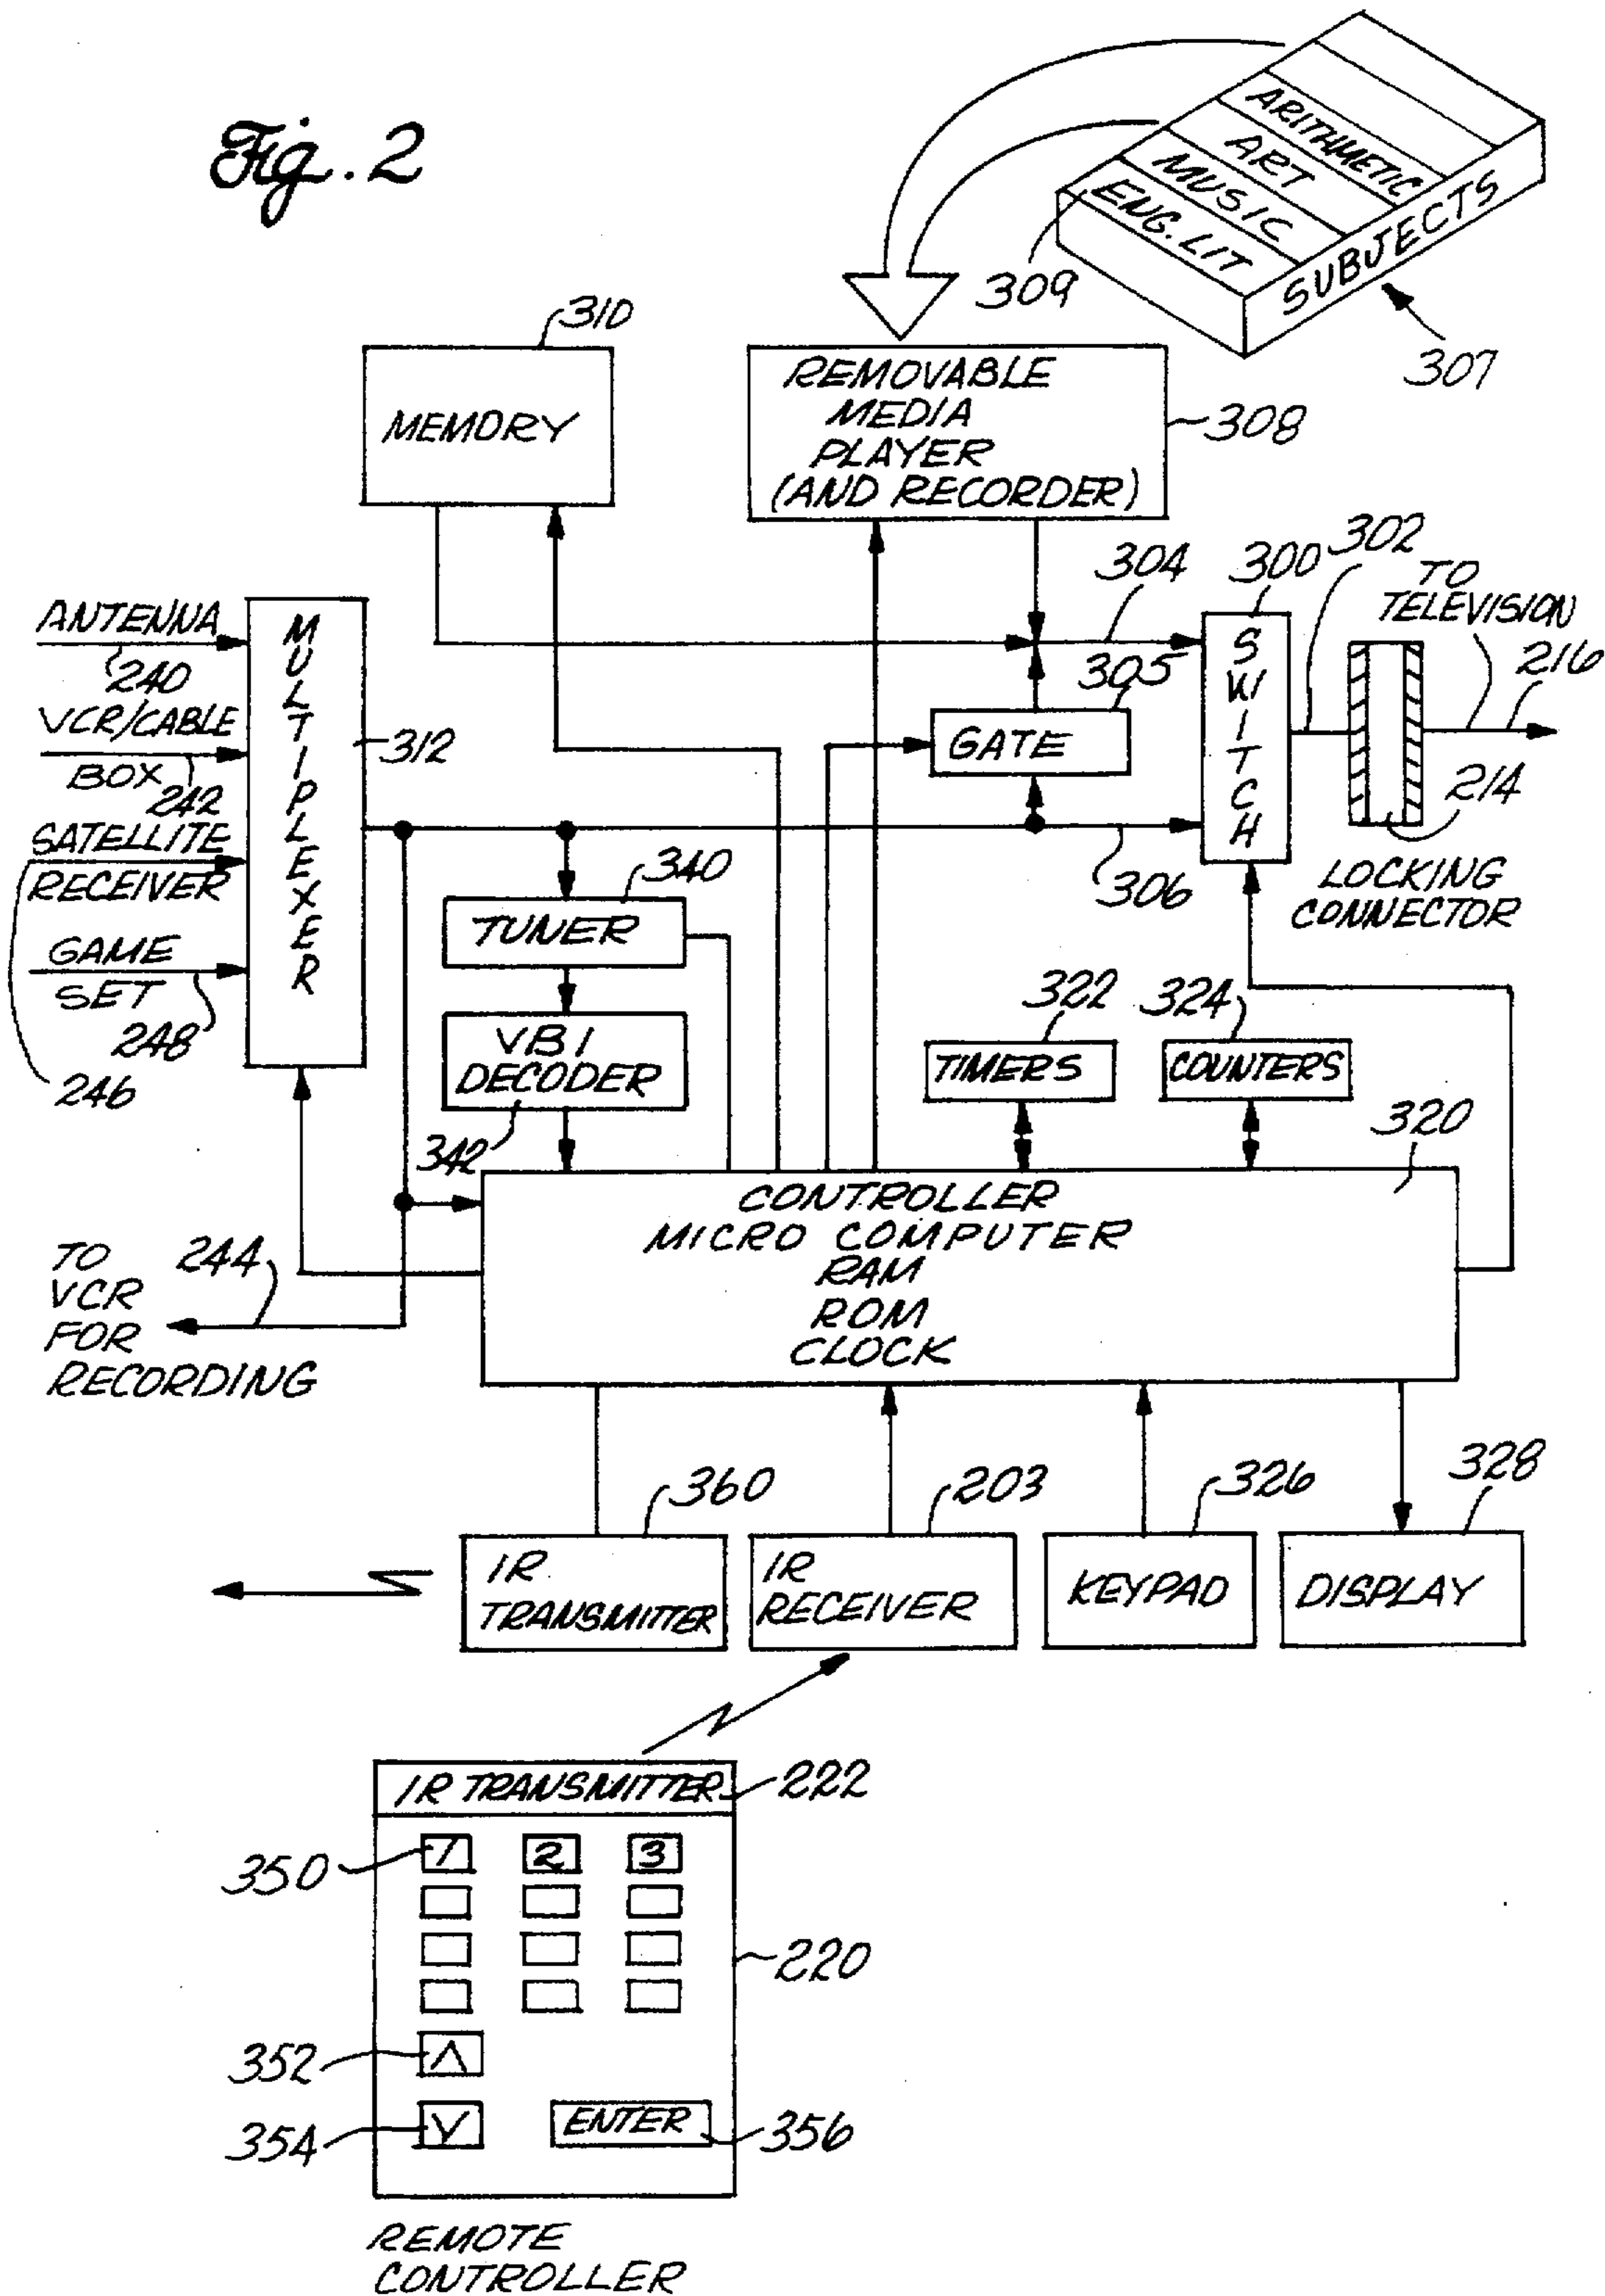 Fig. 2
ARITHMETIC
ART
MUSIC
ENG. LIT
SUBJECTS
309
307
310
MEMORY
REMOVABLE
MEDIA
PLAYER
(AND RECORDER)
308
304
300
302
TO
TELEVISION
216
ANTENNA
240
VCR/CABLE
BOX
242
SATELLITE
RECEIVER
GAME
SET
248
246
MULTIPLEXER
312
305
GATE
SWITCH
214
LOCKING
CONNECTOR
306
340
TUNER
VBI
DECODER
342
322
TIMERS
324
COUNTERS
320
CONTROLLER
MICRO COMPUTER
RAM
ROM
CLOCK
TO
VCR
FOR
RECORDING
244
360
IR
TRANSMITTER
203
IR
RECEIVER
326
KEYPAD
328
DISPLAY
IR TRANSMITTER
222
350
1 2 3
220
352
Λ
354
V
ENTER
356
REMOTE
CONTROLLER